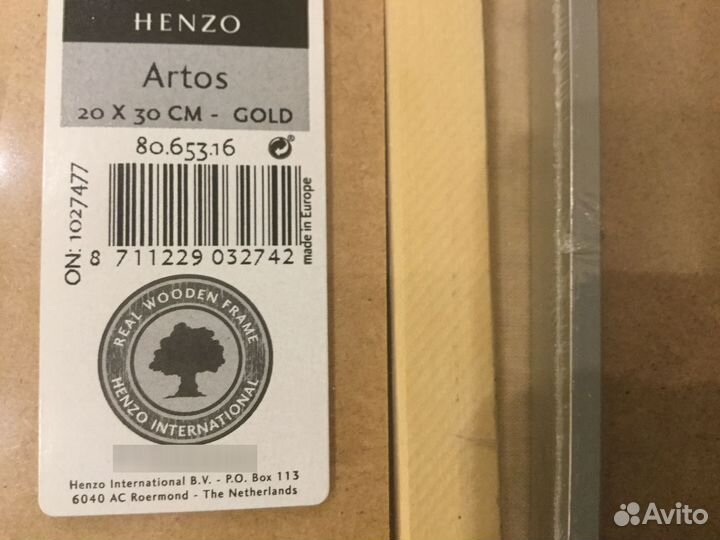 HENZO
Artos
20 X 30 CM - GOLD
80.653.16
ON: 1027477
8 711229 032742
made in Europe
REAL WOODEN FRAME
HENZO INTERNATIONAL
Henzo International B.V. - P.O. Box 113
6040 AC Roermond - The Netherlands
Avito